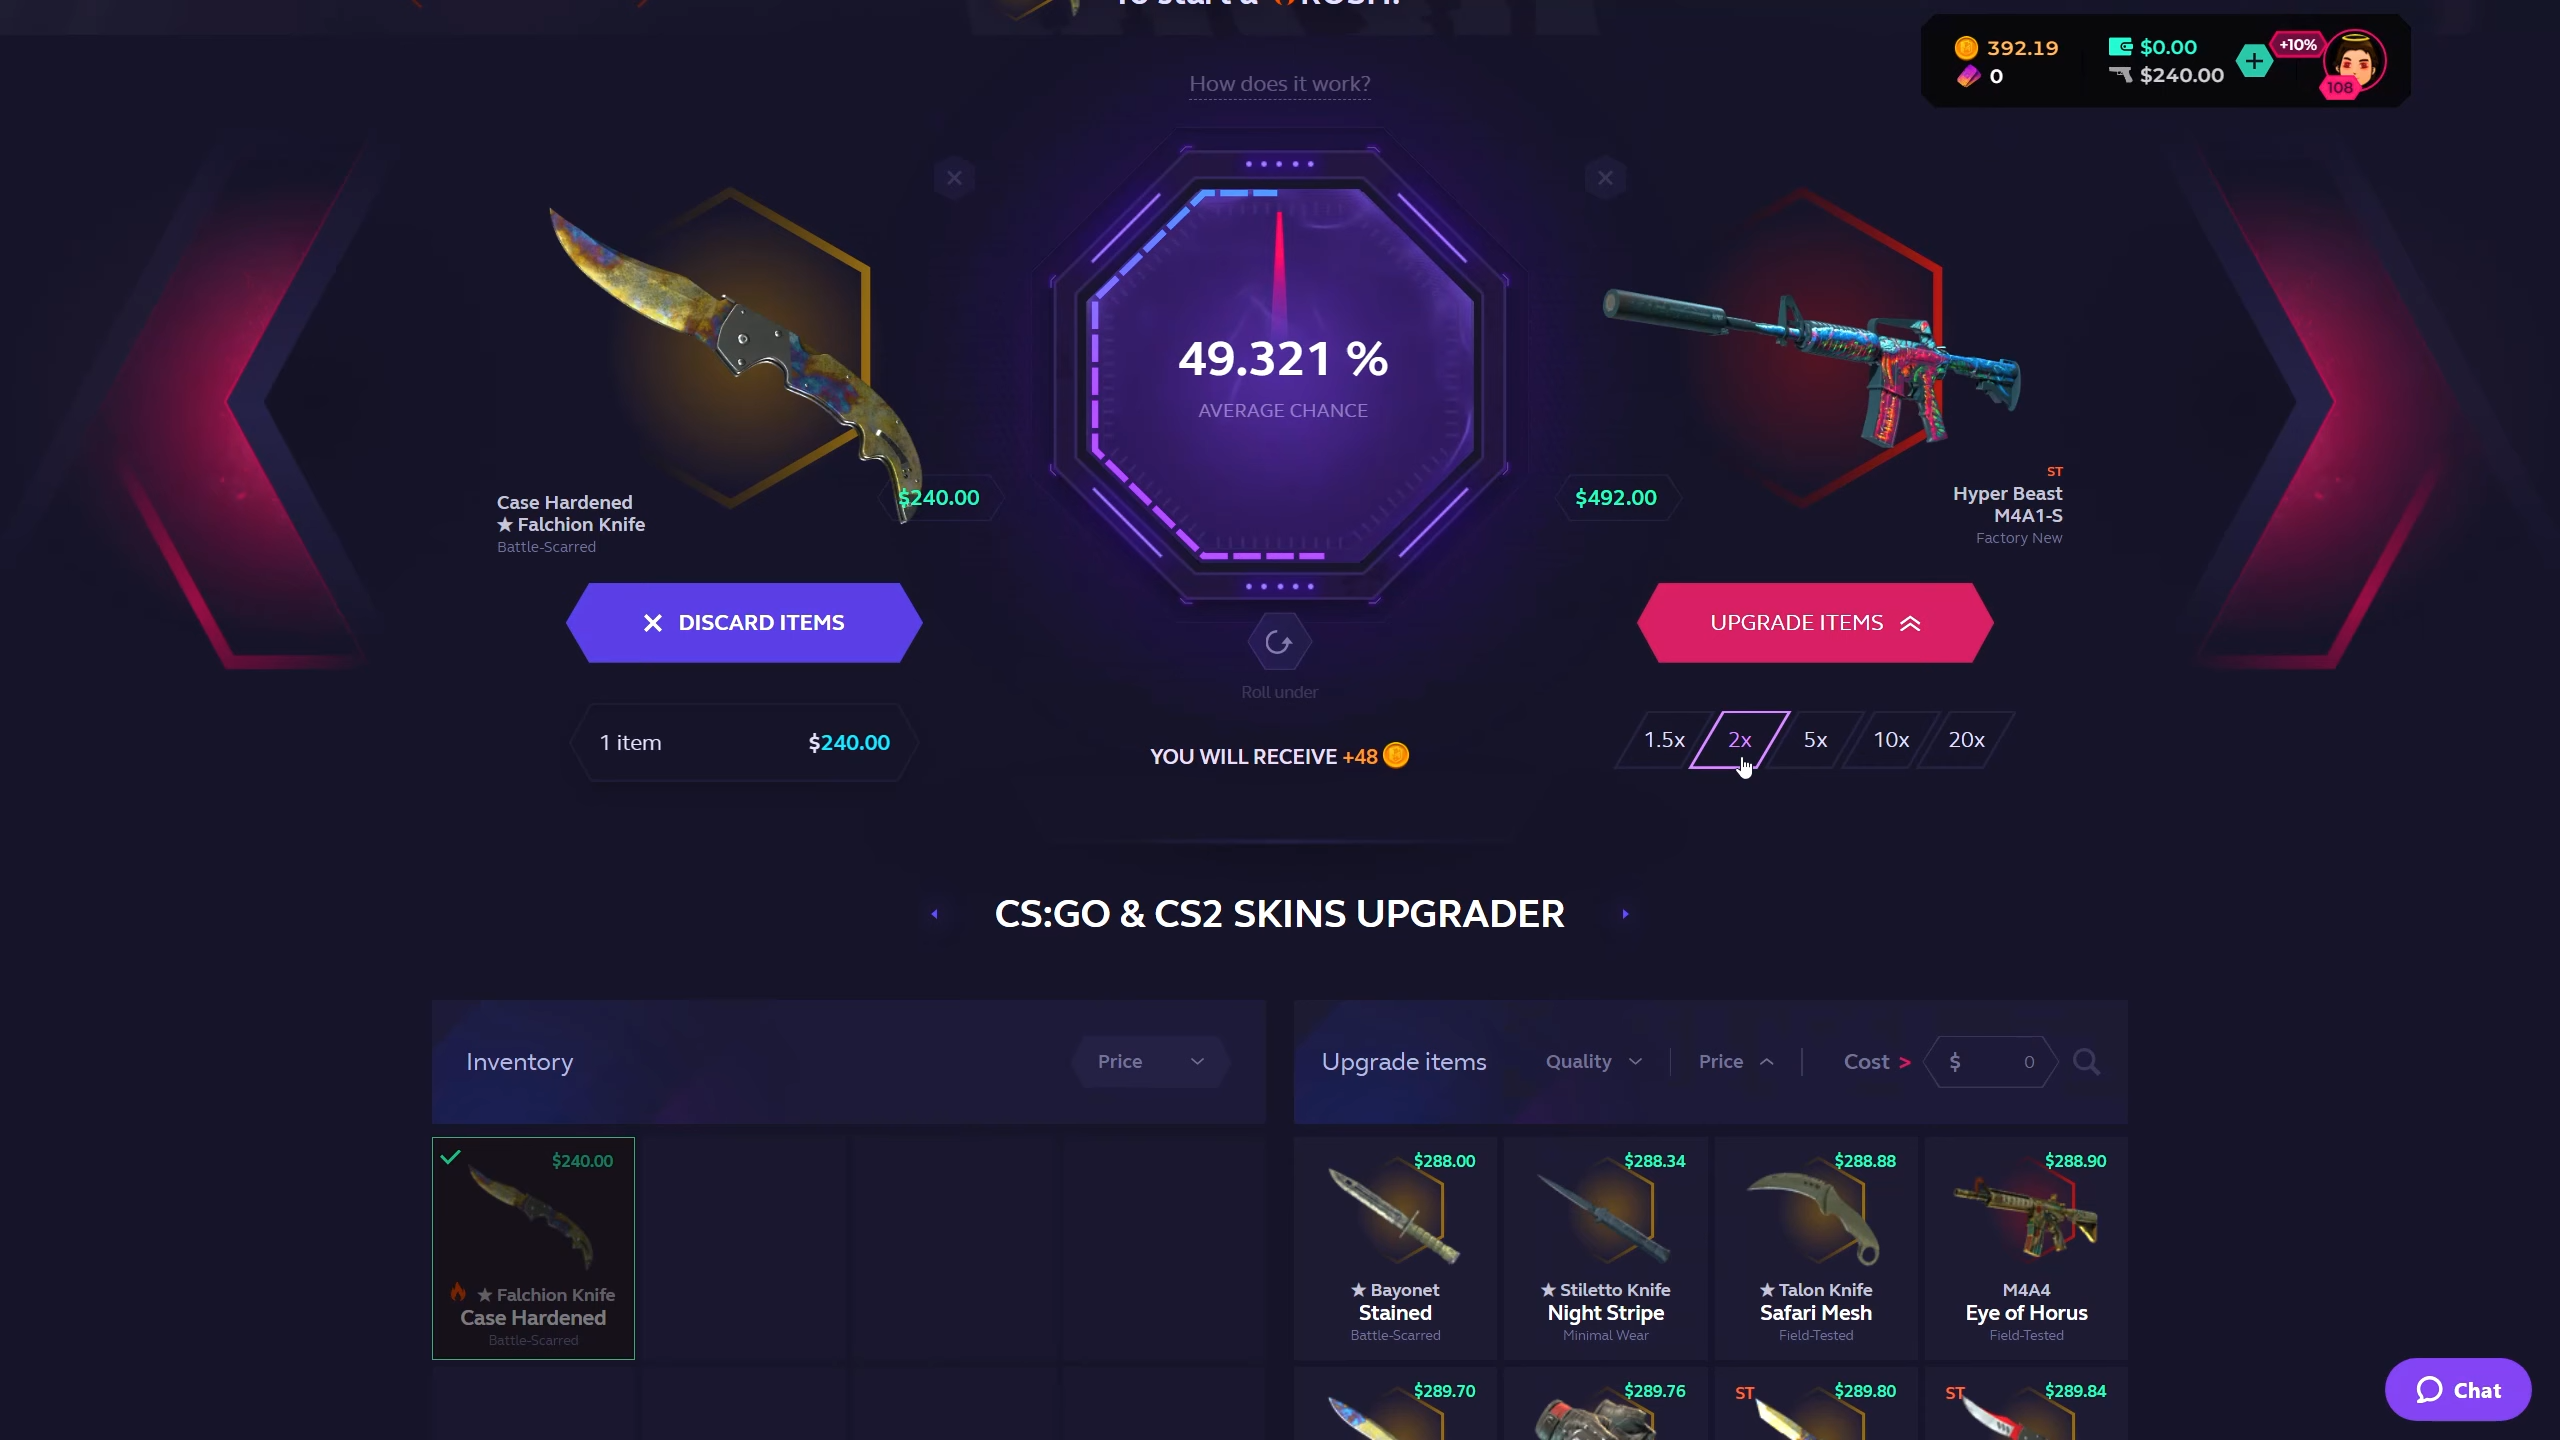 392.19
0
$0.00
$240.00
+10%
108
How does it work?
49.321 %
AVERAGE CHANCE
$240.00
Case Hardened
★ Falchion Knife
Battle-Scarred
$492.00
ST
Hyper Beast
M4A1-S
Factory New
DISCARD ITEMS
UPGRADE ITEMS
Roll under
1 item
$240.00
YOU WILL RECEIVE +48
1.5x
2x
5x
10x
20x
CS:GO & CS2 SKINS UPGRADER
Inventory
Price
Upgrade items
Quality
Price
Cost >
$ 0
$240.00
★ Falchion Knife
Case Hardened
Battle-Scarred
$288.00
★ Bayonet
Stained
Battle-Scarred
$288.34
★ Stiletto Knife
Night Stripe
Minimal Wear
$288.88
★ Talon Knife
Safari Mesh
Field-Tested
$288.90
M4A4
Eye of Horus
Field-Tested
$289.70
$289.76
ST
$289.80
ST
$289.84
Chat